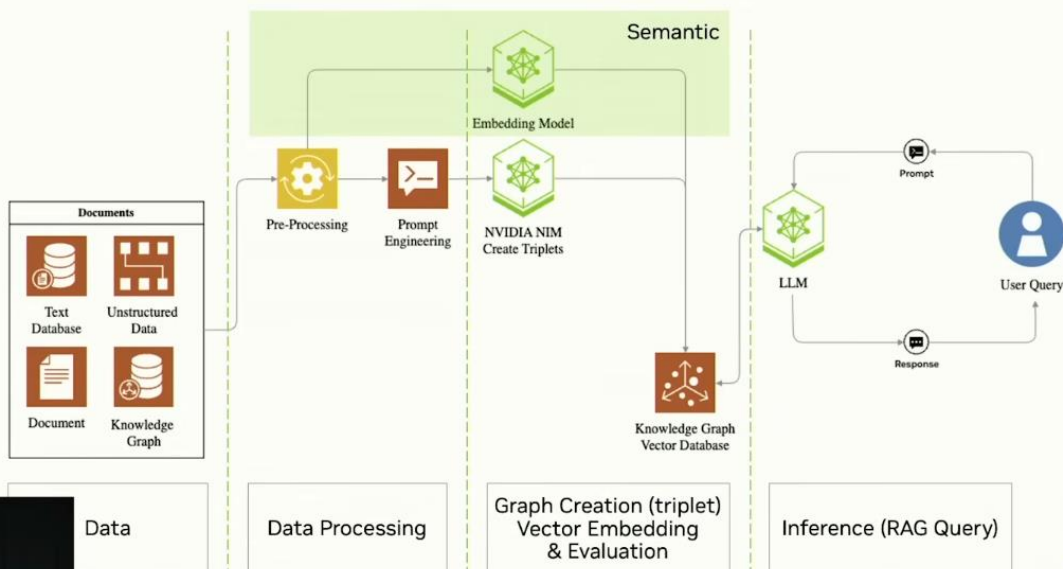 Semantic
Embedding Model
Pre-Processing
Prompt
Engineering
NVIDIA NIM
Create Triplets
Documents
Text
Database
Unstructured
Data
Document
Knowledge
Graph
Knowledge Graph
Vector Database
Prompt
LLM
User Query
Response
Data
Data Processing
Graph Creation (triplet)
Vector Embedding
& Evaluation
Inference (RAG Query)